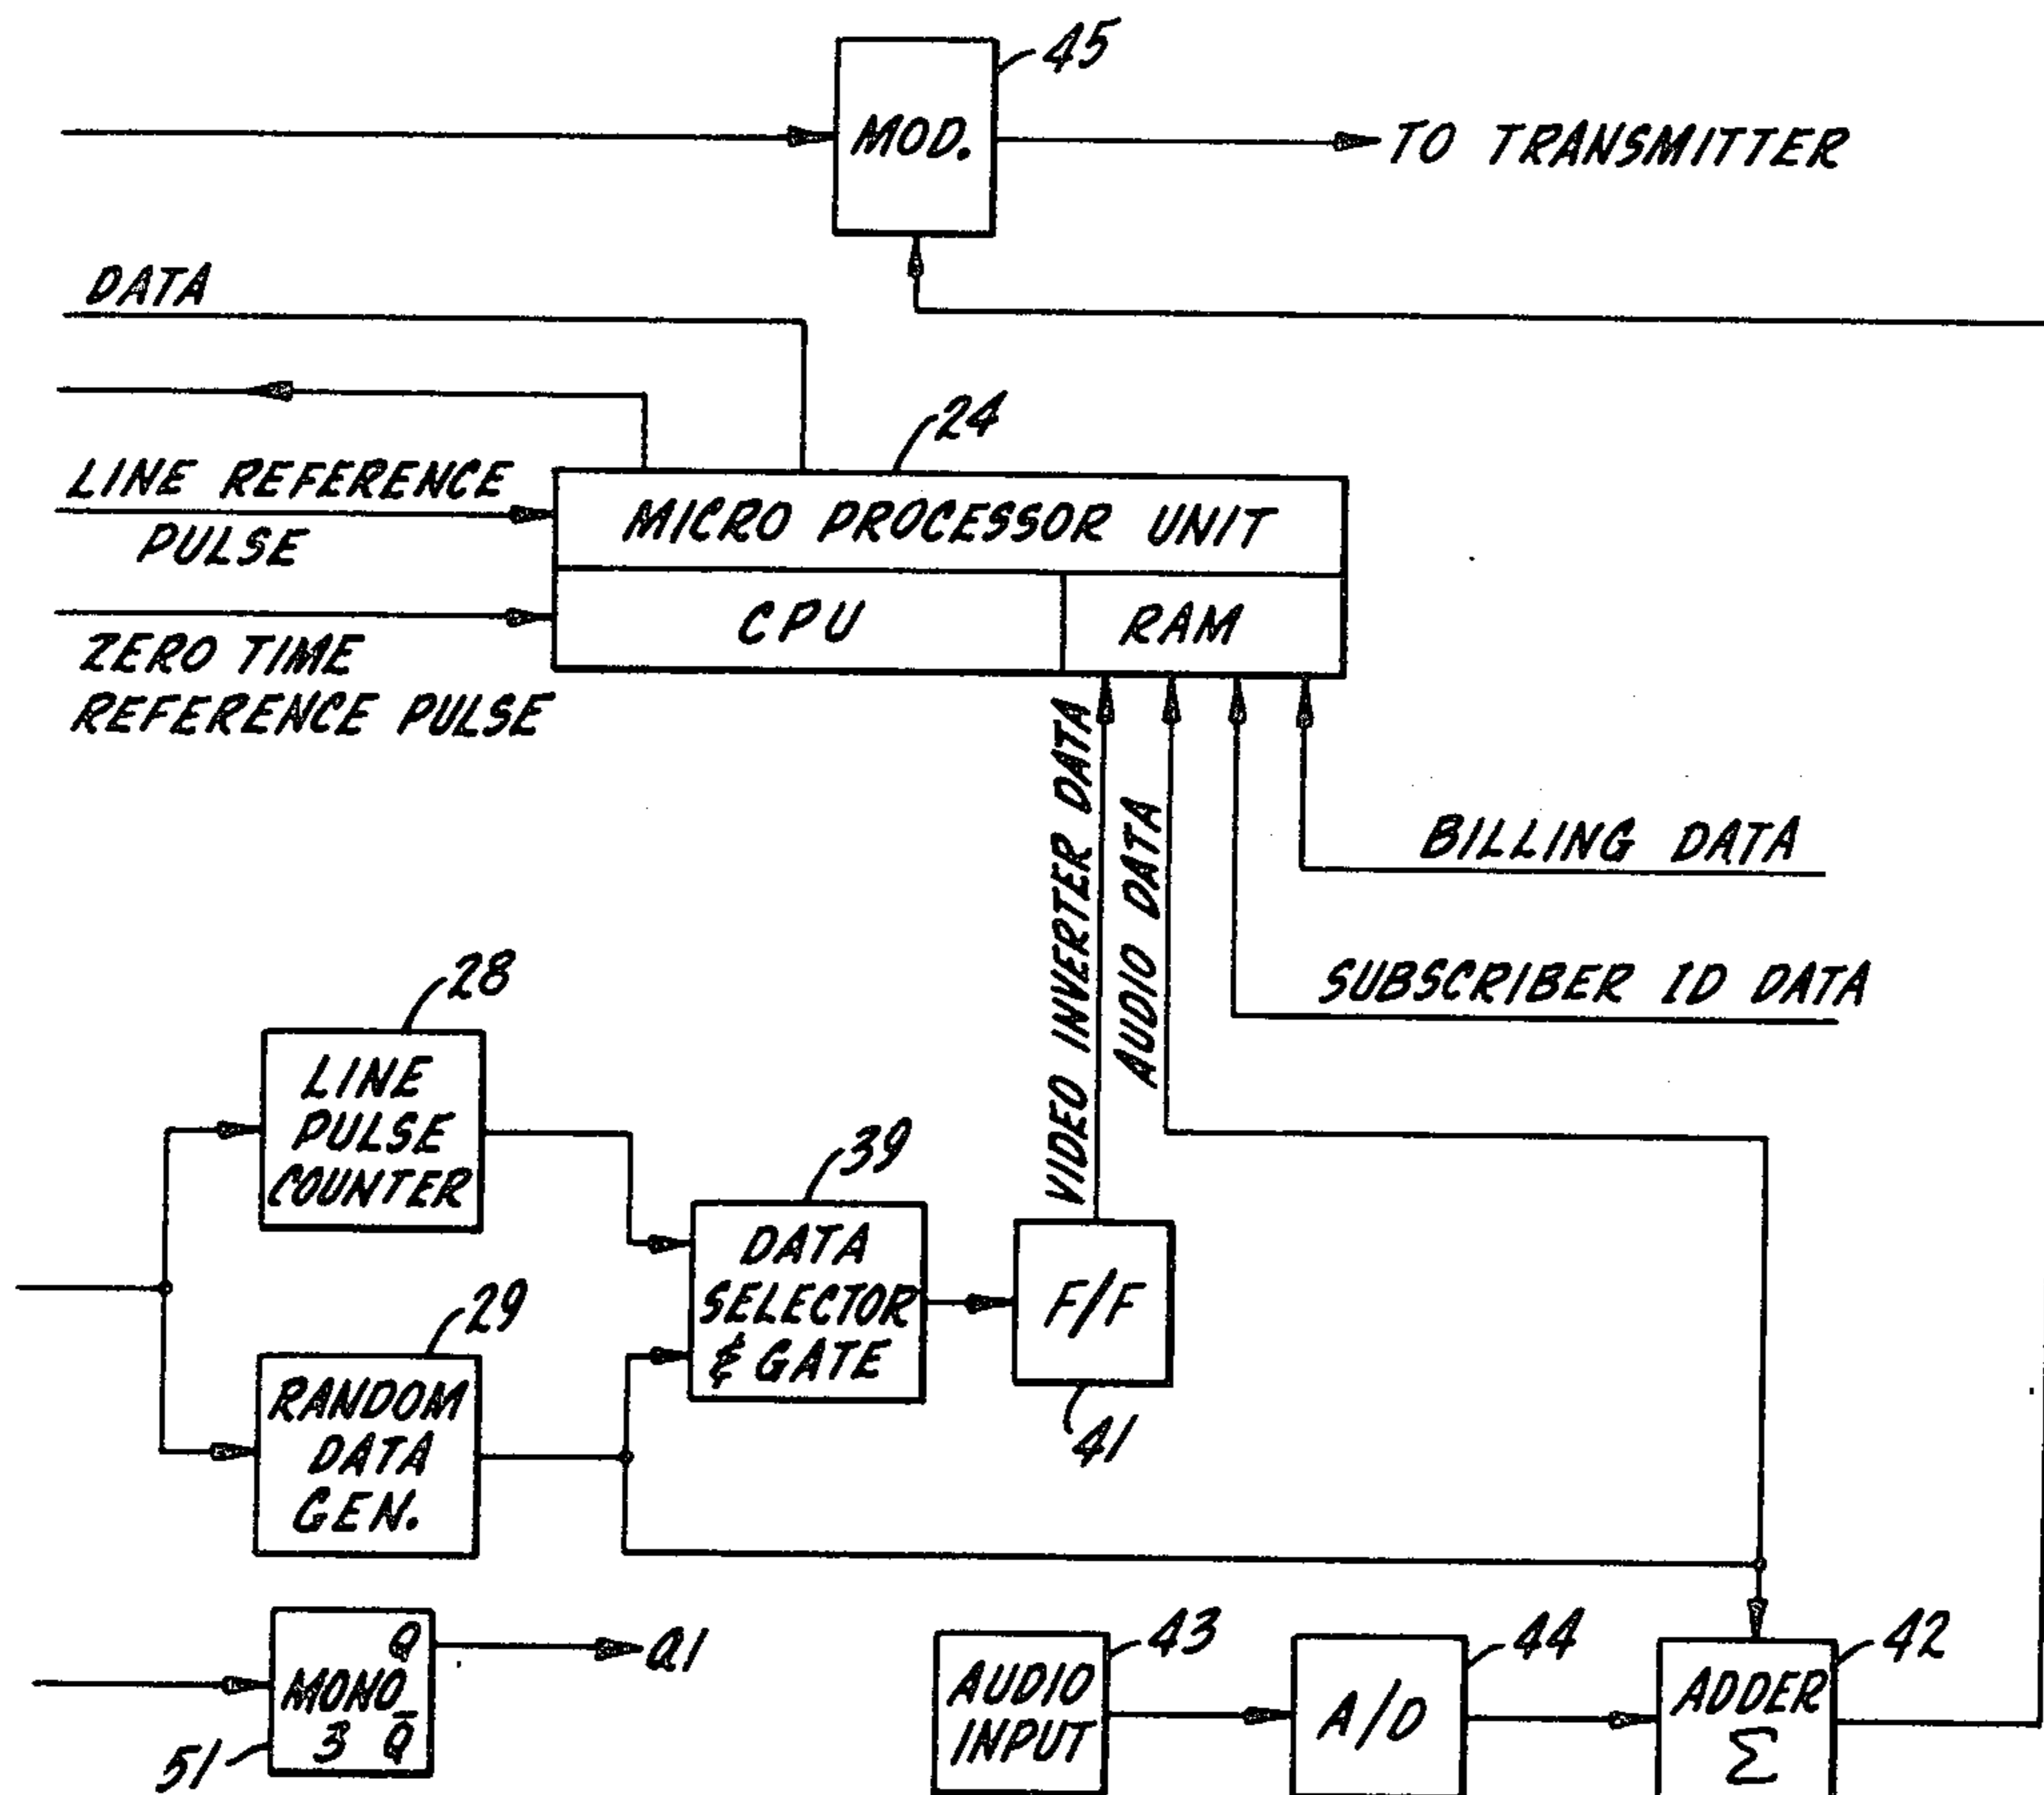 45
MOD.
TO TRANSMITTER
DATA
24
LINE REFERENCE
PULSE
MICRO PROCESSOR UNIT
CPU
RAM
ZERO TIME
REFERENCE PULSE
VIDEO INVERTER DATA
AUDIO DATA
BILLING DATA
SUBSCRIBER ID DATA
28
LINE
PULSE
COUNTER
39
DATA
SELECTOR
& GATE
F/F
41
29
RANDOM
DATA
GEN.
Q
MONO
3 Q̅
Q1
51
43
AUDIO
INPUT
44
A/D
42
ADDER
Σ